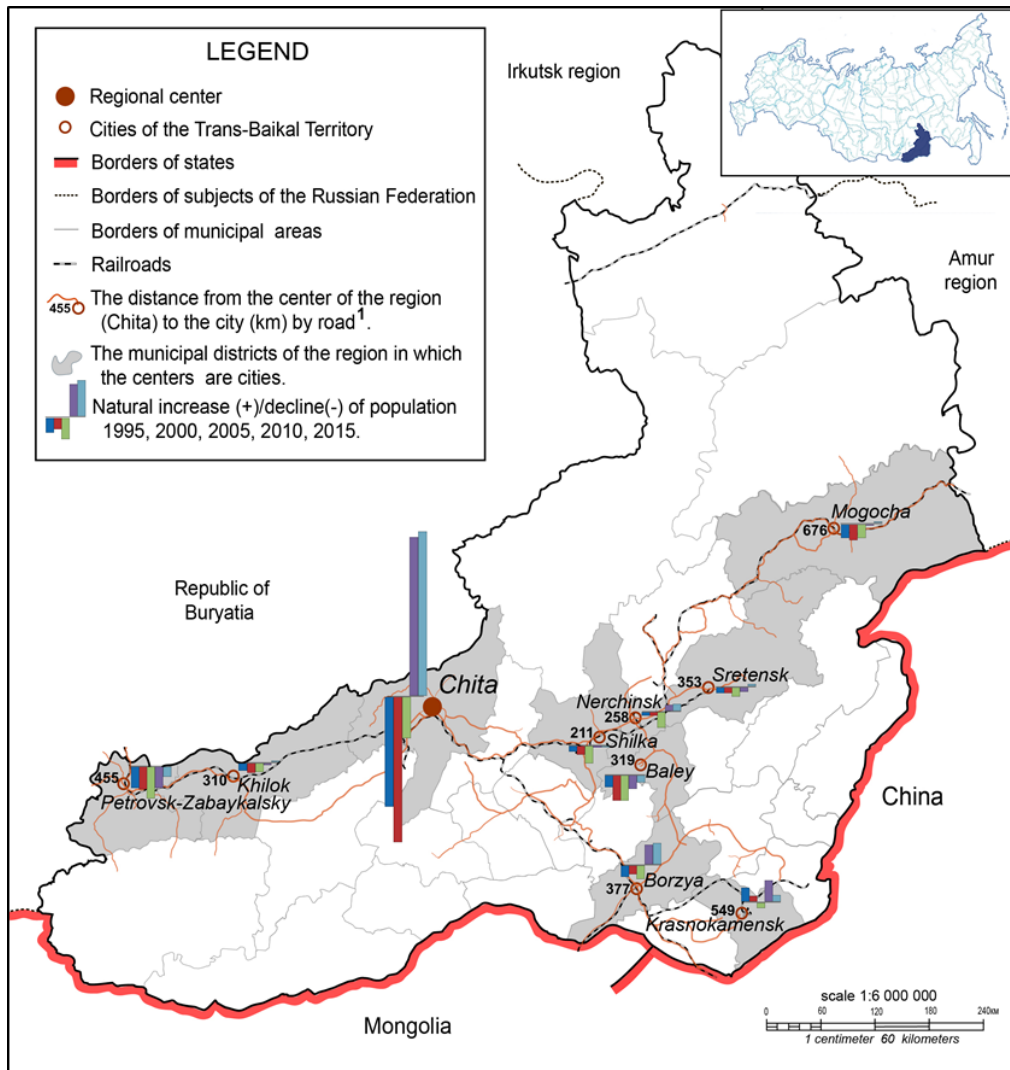 LEGEND
Regional center
Cities of the Trans-Baikal Territory
Borders of states
Borders of subjects of the Russian Federation
Borders of municipal areas
Railroads
455
The distance from the center of the region
(Chita) to the city (km) by road1.
The municipal districts of the region in which
the centers are cities.
Natural increase (+)/decline(-) of population
1995, 2000, 2005, 2010, 2015.
Irkutsk region
Amur
region
Republic of
Buryatia
Mogocha
676
Chita
353
Sretensk
Nerchinsk
258
211
Shilka
319
Baley
455
Petrovsk-Zabaykalsky
310
Khilok
China
Borzya
377
549
Krasnokamensk
Mongolia
scale 1:6 000 000
0 60 120 180 240км
1 centimeter 60 kilometers